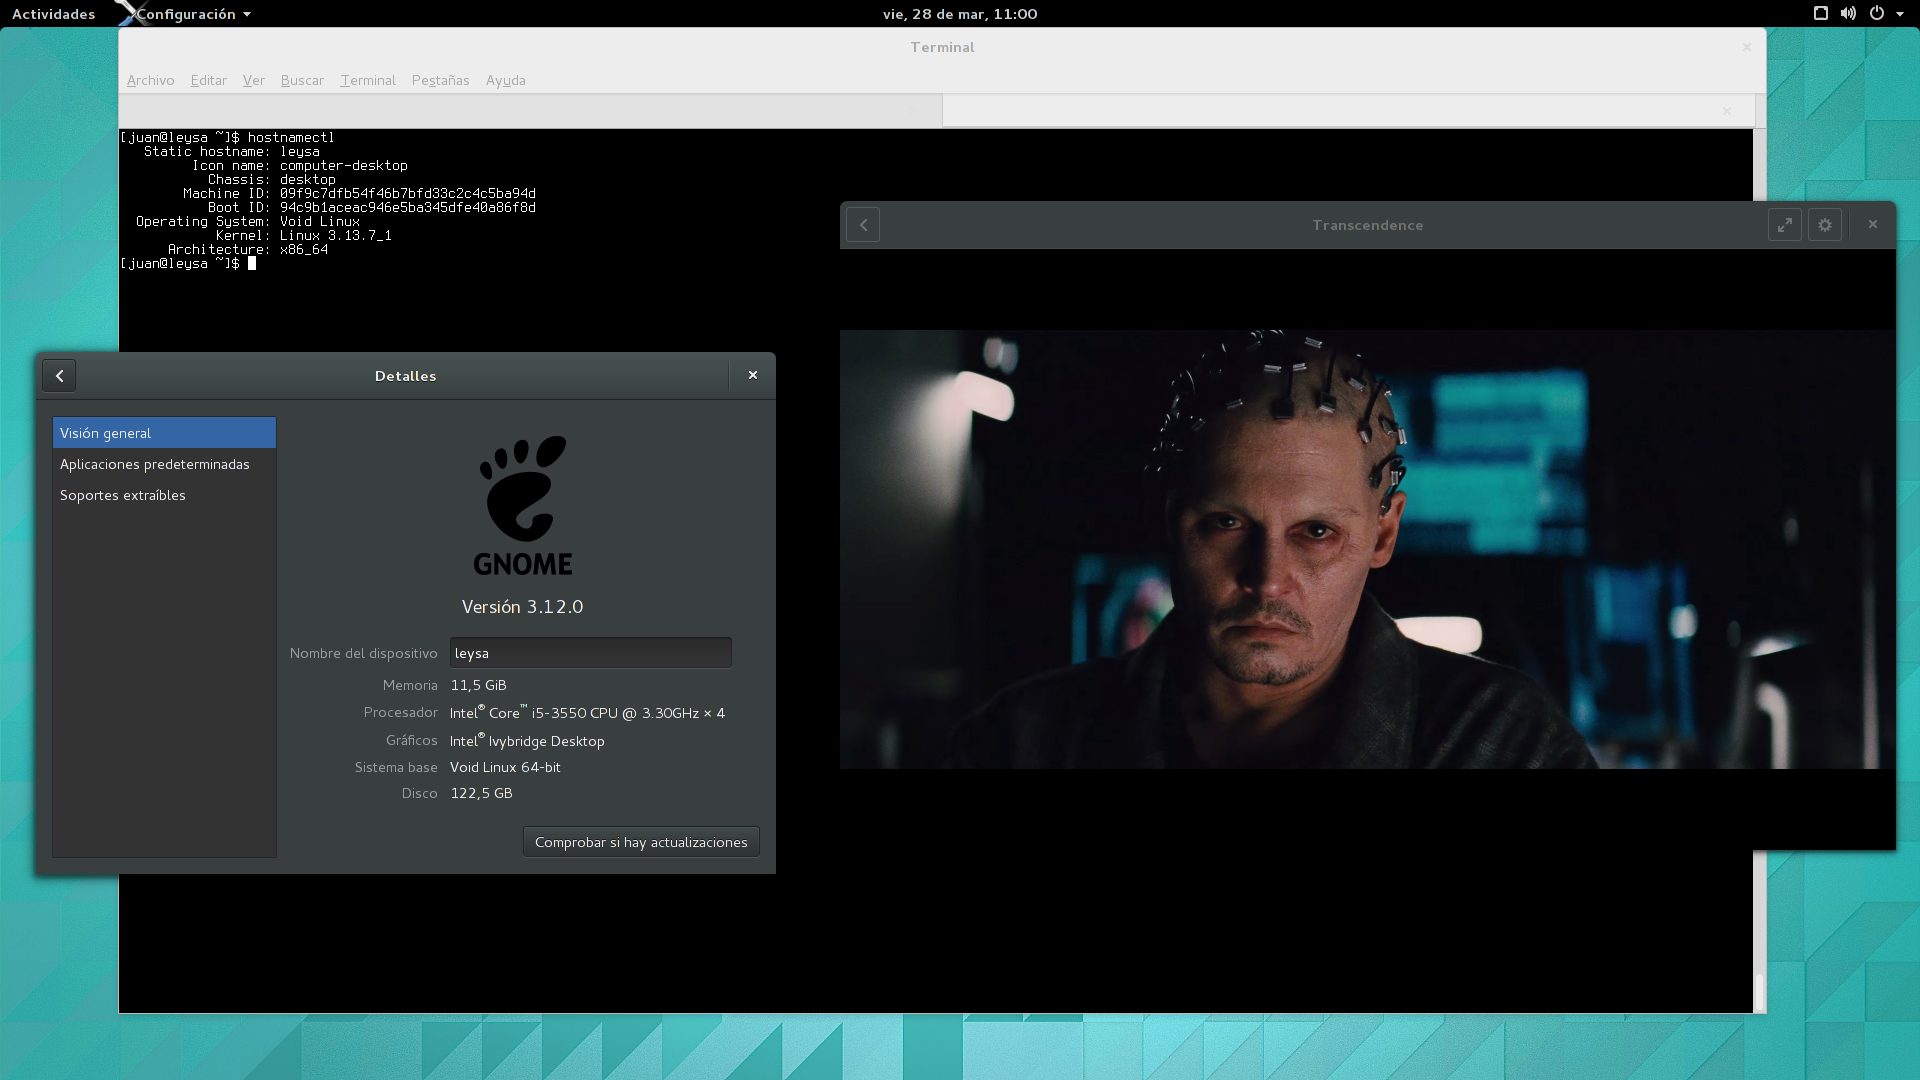 Actividades
Configuración
vie, 28 de mar, 11:00
Terminal
Archivo Editar Ver Buscar Terminal Pestañas Ayuda
[juan@leysa ~]$ hostnamectl
Static hostname: leysa
Icon name: computer-desktop
Chassis: desktop
Machine ID: 09f9c7dfb54f46b7bfd33c2c4c5ba94d
Boot ID: 94c9b1aceac946e5ba345dfe40a86f8d
Operating System: Void Linux
Kernel: Linux 3.13.7_1
Architecture: x86_64
[juan@leysa ~]$
Transcendence
Detalles
Visión general
Aplicaciones predeterminadas
Soportes extraíbles
GNOME
Versión 3.12.0
Nombre del dispositivo leysa
Memoria 11,5 GiB
Procesador Intel® Core™ i5-3550 CPU @ 3.30GHz × 4
Gráficos Intel® Ivybridge Desktop
Sistema base Void Linux 64-bit
Disco 122,5 GB
Comprobar si hay actualizaciones